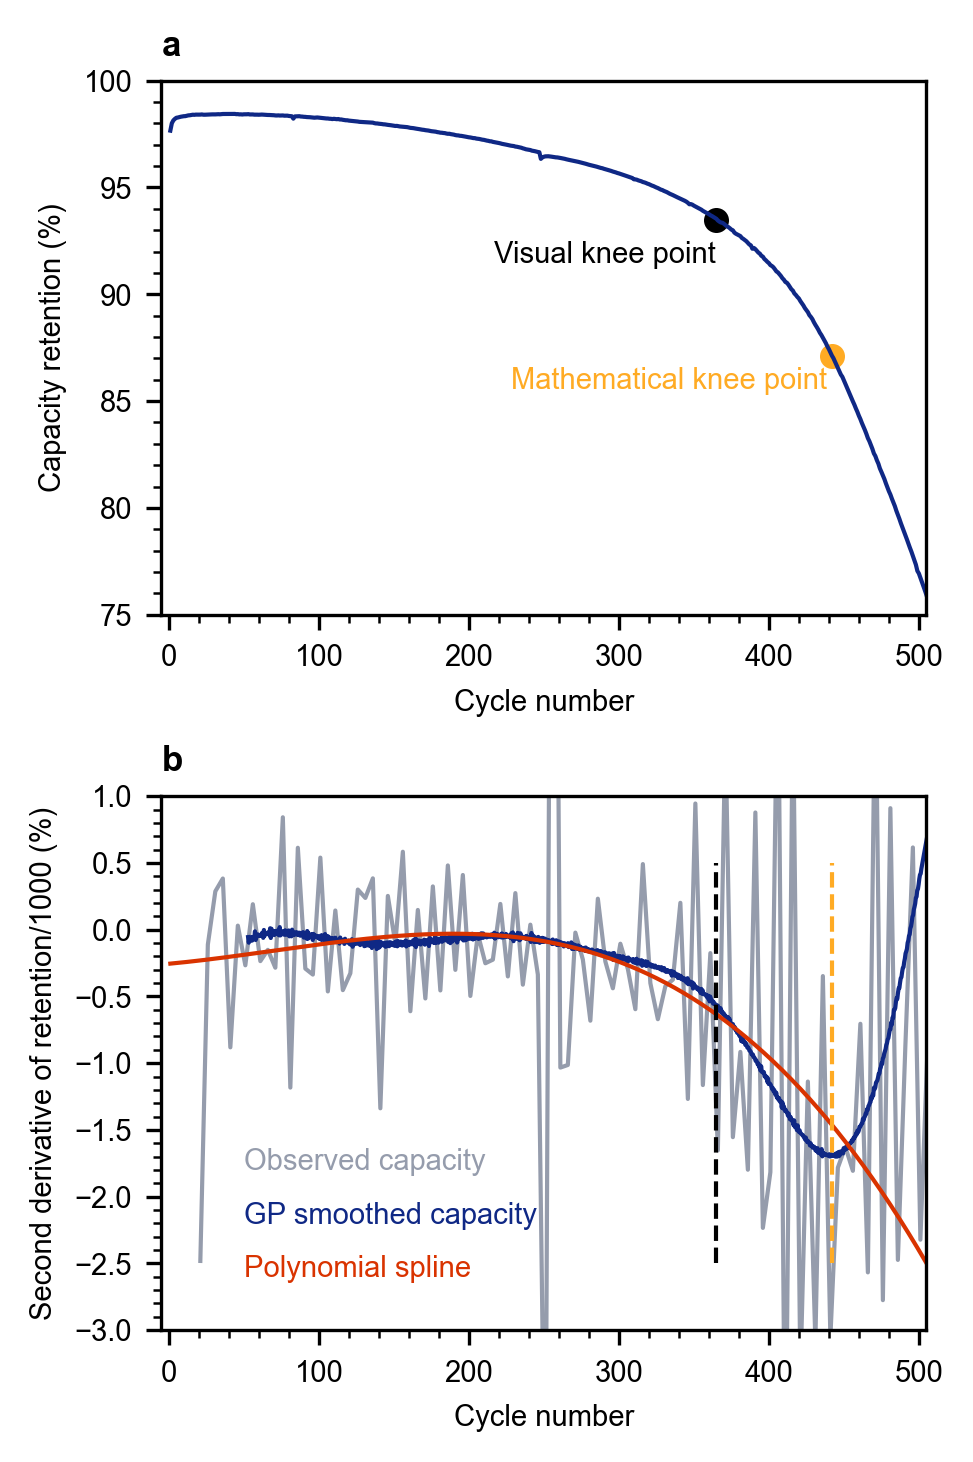 a
100
95
90
85
80
75
Capacity retention (%)
Visual knee point
Mathematical knee point
0 100 200 300 400 500
Cycle number
b
1.0
0.5
0.0
−0.5
−1.0
−1.5
−2.0
−2.5
−3.0
Second derivative of retention/1000 (%)
Observed capacity
GP smoothed capacity
Polynomial spline
0 100 200 300 400 500
Cycle number